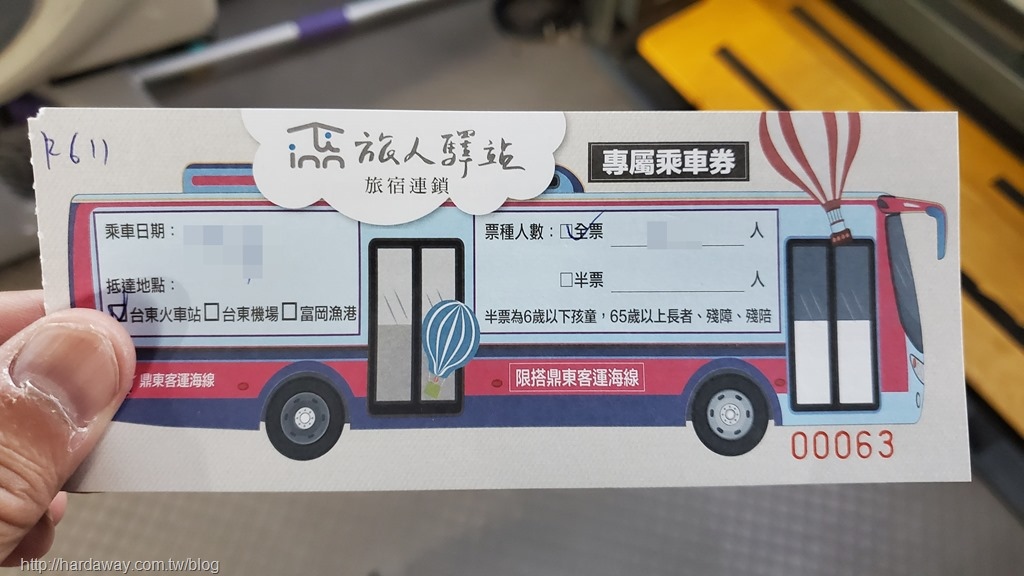 R611
inn 旅人驛站
旅宿連鎖
專屬乘車券
乘車日期：
抵達地點：
☑台東火車站☐台東機場☐富岡漁港
票種人數：☑全票 人
☐半票 人
半票為6歲以下孩童，65歲以上長者、殘障、殘陪
鼎東客運海線
限搭鼎東客運海線
00063
http://hardaway.com.tw/blog